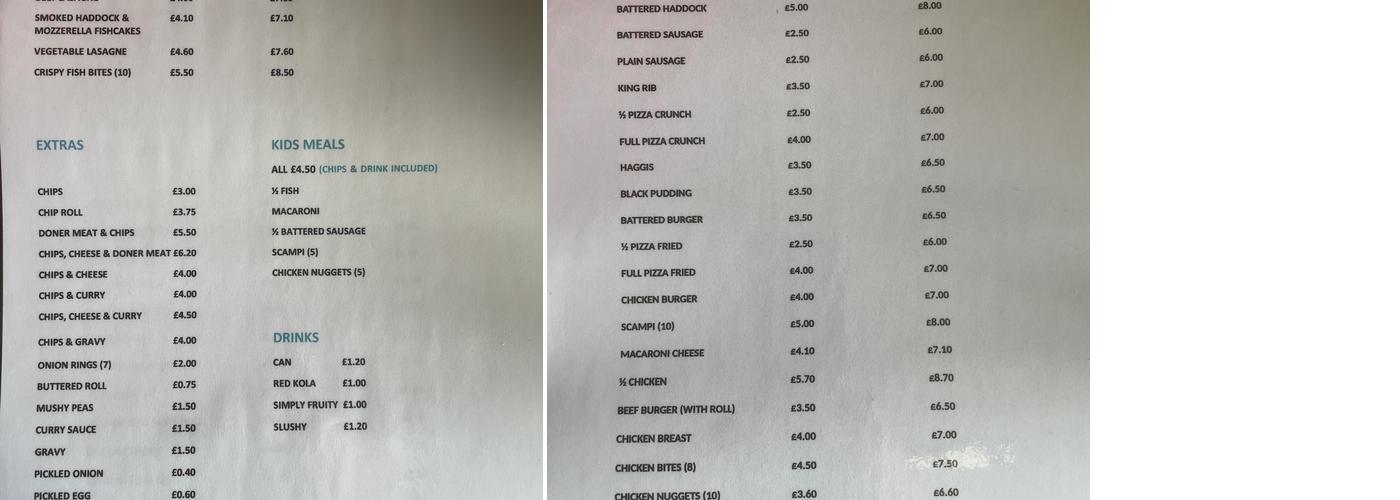 SMOKED HADDOCK & £4.10 £7.10
MOZZERELLA FISHCAKES
VEGETABLE LASAGNE £4.60 £7.60
CRISPY FISH BITES (10) £5.50 £8.50
EXTRAS
CHIPS £3.00
CHIP ROLL £3.75
DONER MEAT & CHIPS £5.50
CHIPS, CHEESE & DONER MEAT £6.20
CHIPS & CHEESE £4.00
CHIPS & CURRY £4.00
CHIPS, CHEESE & CURRY £4.50
CHIPS & GRAVY £4.00
ONION RINGS (7) £2.00
BUTTERED ROLL £0.75
MUSHY PEAS £1.50
CURRY SAUCE £1.50
GRAVY £1.50
PICKLED ONION £0.40
PICKLED EGG £0.60
KIDS MEALS
ALL £4.50 (CHIPS & DRINK INCLUDED)
½ FISH
MACARONI
½ BATTERED SAUSAGE
SCAMPI (5)
CHICKEN NUGGETS (5)
DRINKS
CAN £1.20
RED KOLA £1.00
SIMPLY FRUITY £1.00
SLUSHY £1.20
BATTERED HADDOCK £5.00 £8.00
BATTERED SAUSAGE £2.50 £6.00
PLAIN SAUSAGE £2.50 £6.00
KING RIB £3.50 £7.00
½ PIZZA CRUNCH £2.50 £6.00
FULL PIZZA CRUNCH £4.00 £7.00
HAGGIS £3.50 £6.50
BLACK PUDDING £3.50 £6.50
BATTERED BURGER £3.50 £6.50
½ PIZZA FRIED £2.50 £6.00
FULL PIZZA FRIED £4.00 £7.00
CHICKEN BURGER £4.00 £7.00
SCAMPI (10) £5.00 £8.00
MACARONI CHEESE £4.10 £7.10
½ CHICKEN £5.70 £8.70
BEEF BURGER (WITH ROLL) £3.50 £6.50
CHICKEN BREAST £4.00 £7.00
CHICKEN BITES (8) £4.50 £7.50
CHICKEN NUGGETS (10) £3.60 £6.60